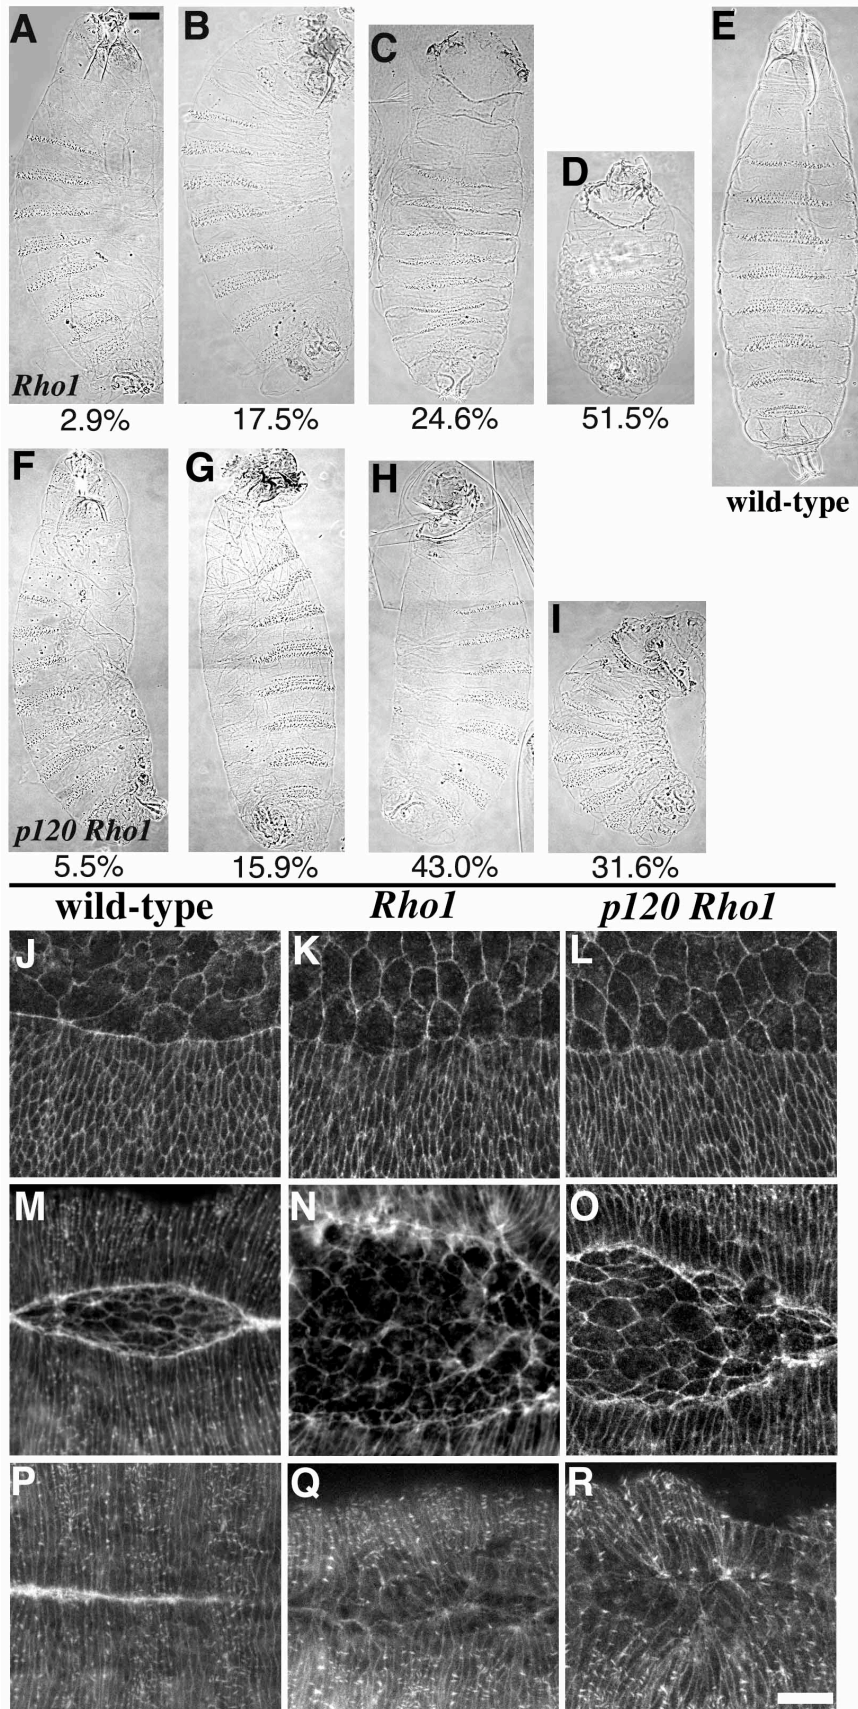 A
B
C
D
E
Rho1
2.9%
17.5%
24.6%
51.5%
wild-type
F
G
H
I
p120 Rho1
5.5%
15.9%
43.0%
31.6%
wild-type
Rho1
p120 Rho1
J
K
L
M
N
O
P
Q
R